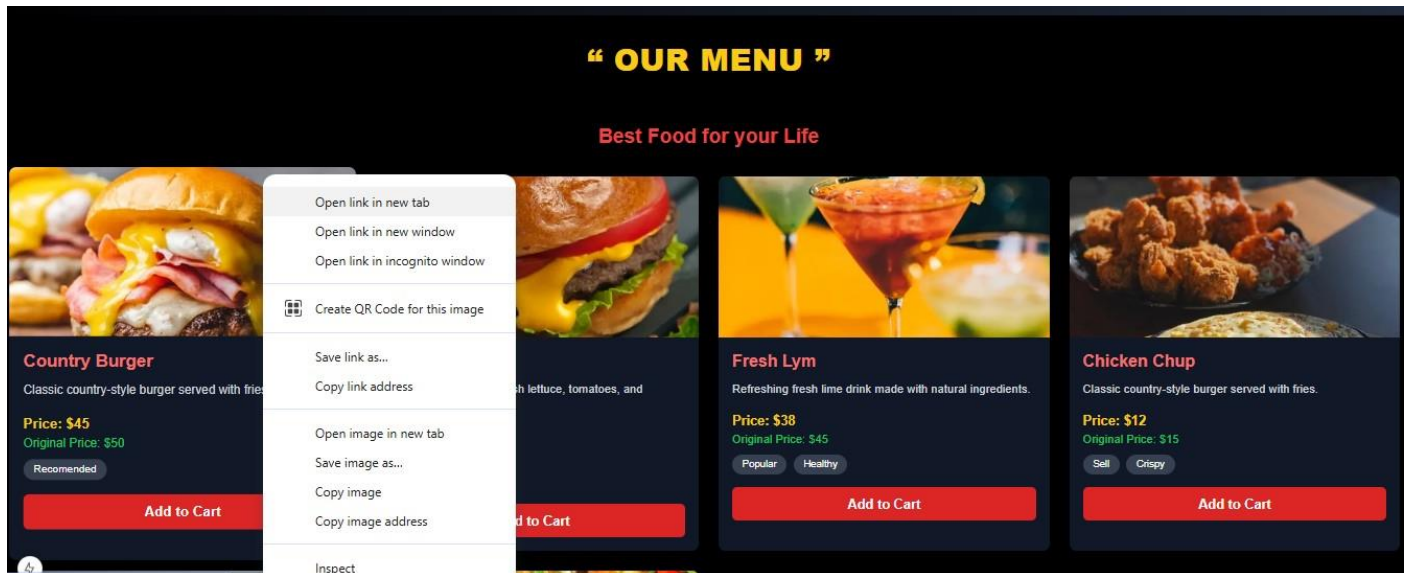 “ OUR MENU ”
Best Food for your Life
Open link in new tab
Open link in new window
Open link in incognito window
Create QR Code for this image
Save link as...
Copy link address
Open image in new tab
Save image as...
Copy image
Copy image address
Inspect
Country Burger
Classic country-style burger served with fries
Price: $45
Original Price: $50
Recomended
Add to Cart
lettuce, tomatoes, and
to Cart
Fresh Lym
Refreshing fresh lime drink made with natural ingredients.
Price: $38
Original Price: $45
Popular Healthy
Add to Cart
Chicken Chup
Classic country-style burger served with fries.
Price: $12
Original Price: $15
Sell Crispy
Add to Cart